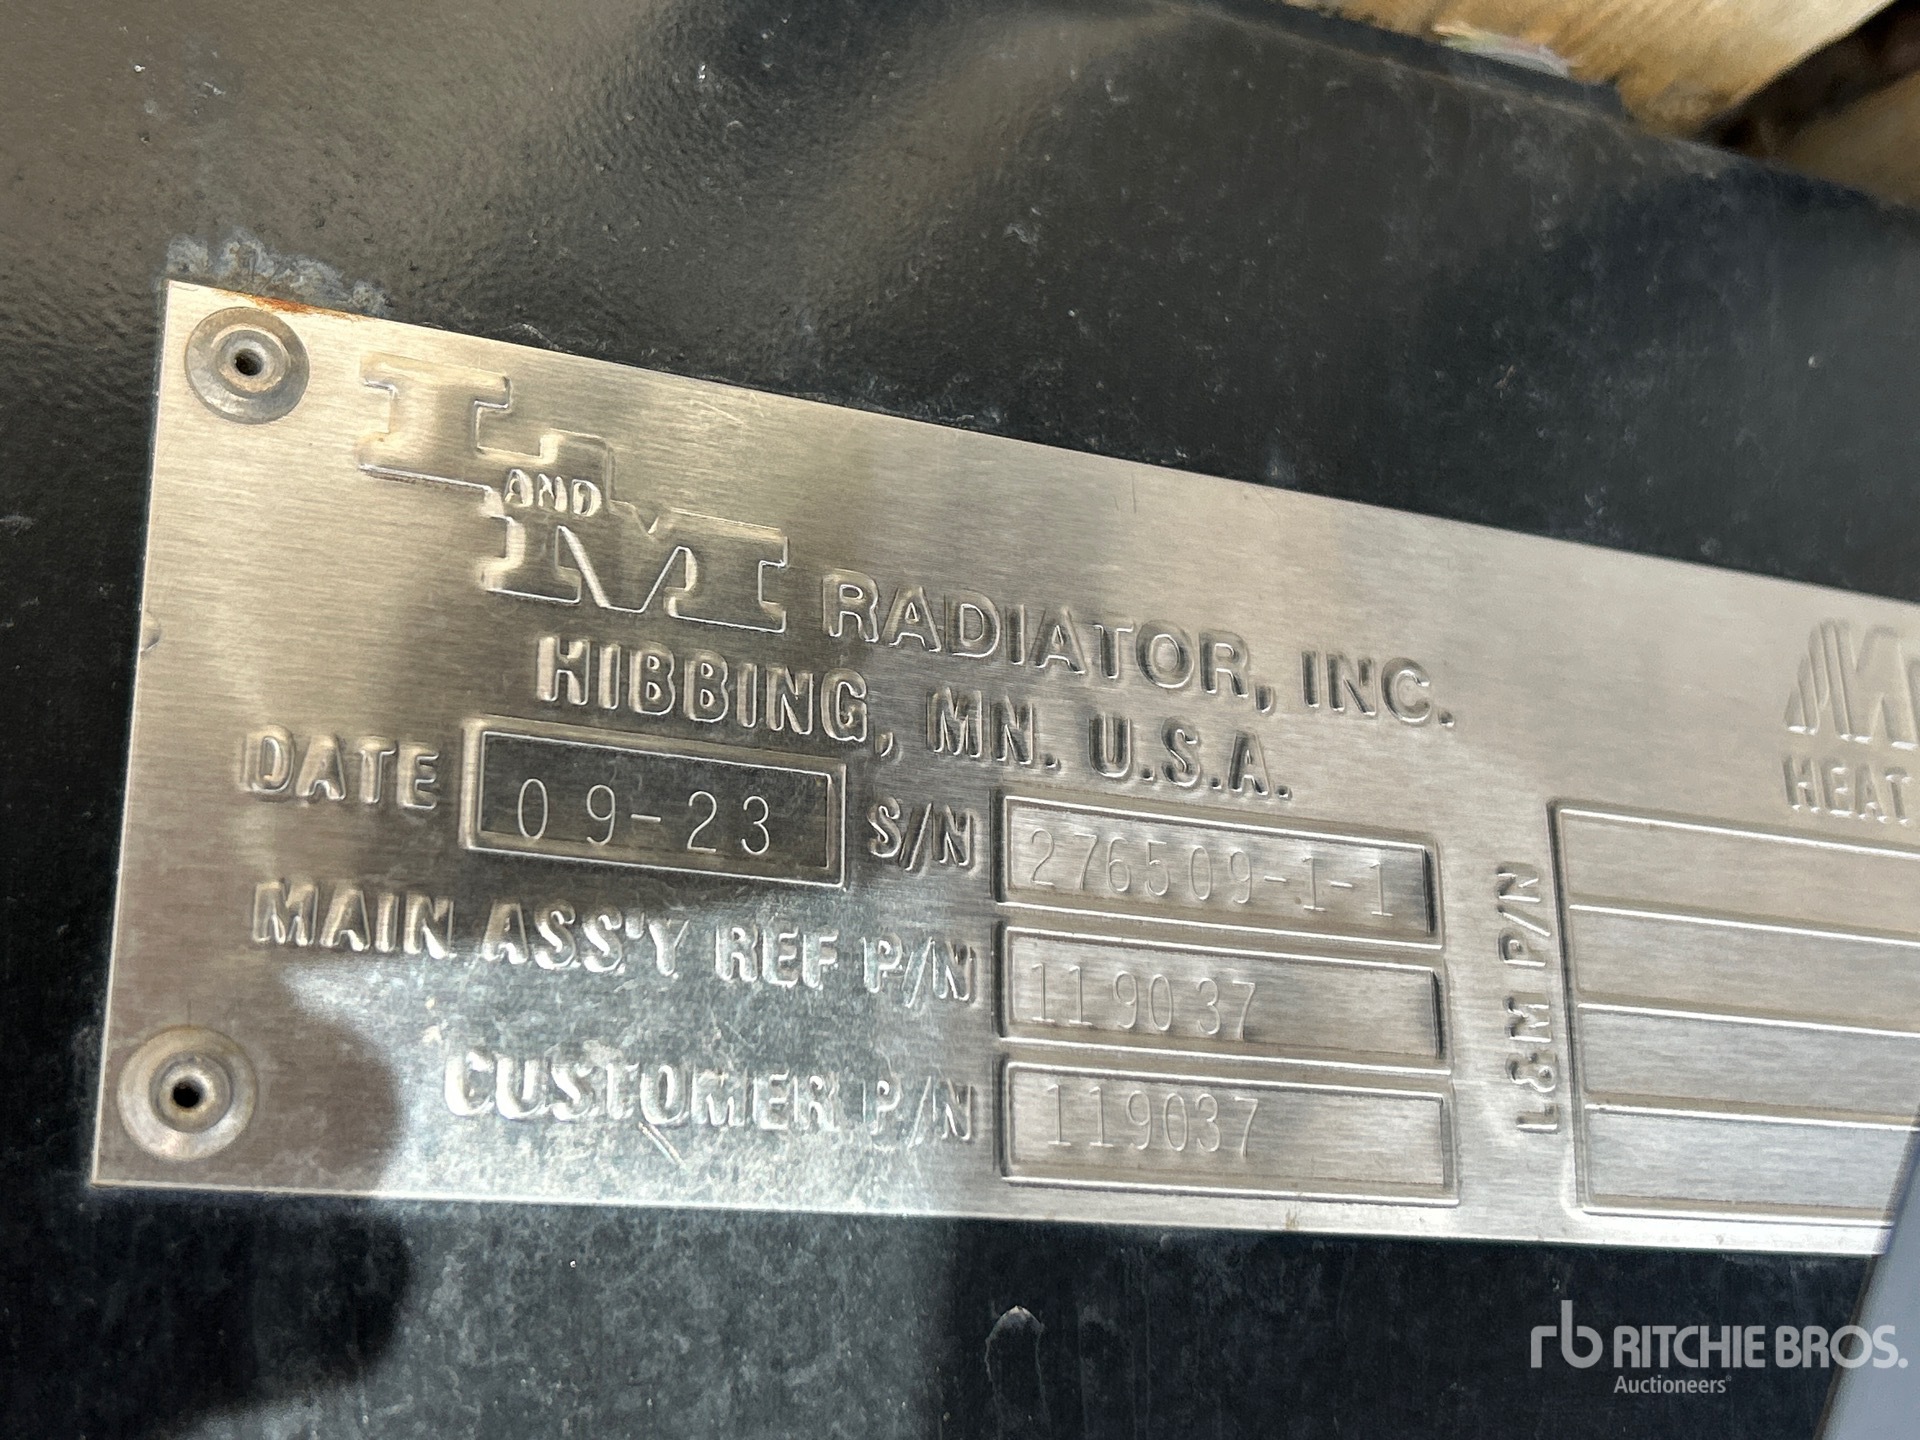 L AND M RADIATOR, INC.
HIBBING, MN. U.S.A.
DATE 09-23 S/N 276509-1-1
MAIN ASS'Y REF P/N 119037
CUSTOMER P/N 119037
HEAT
L&M P/N
rb RITCHIE BROS.
Auctioneers